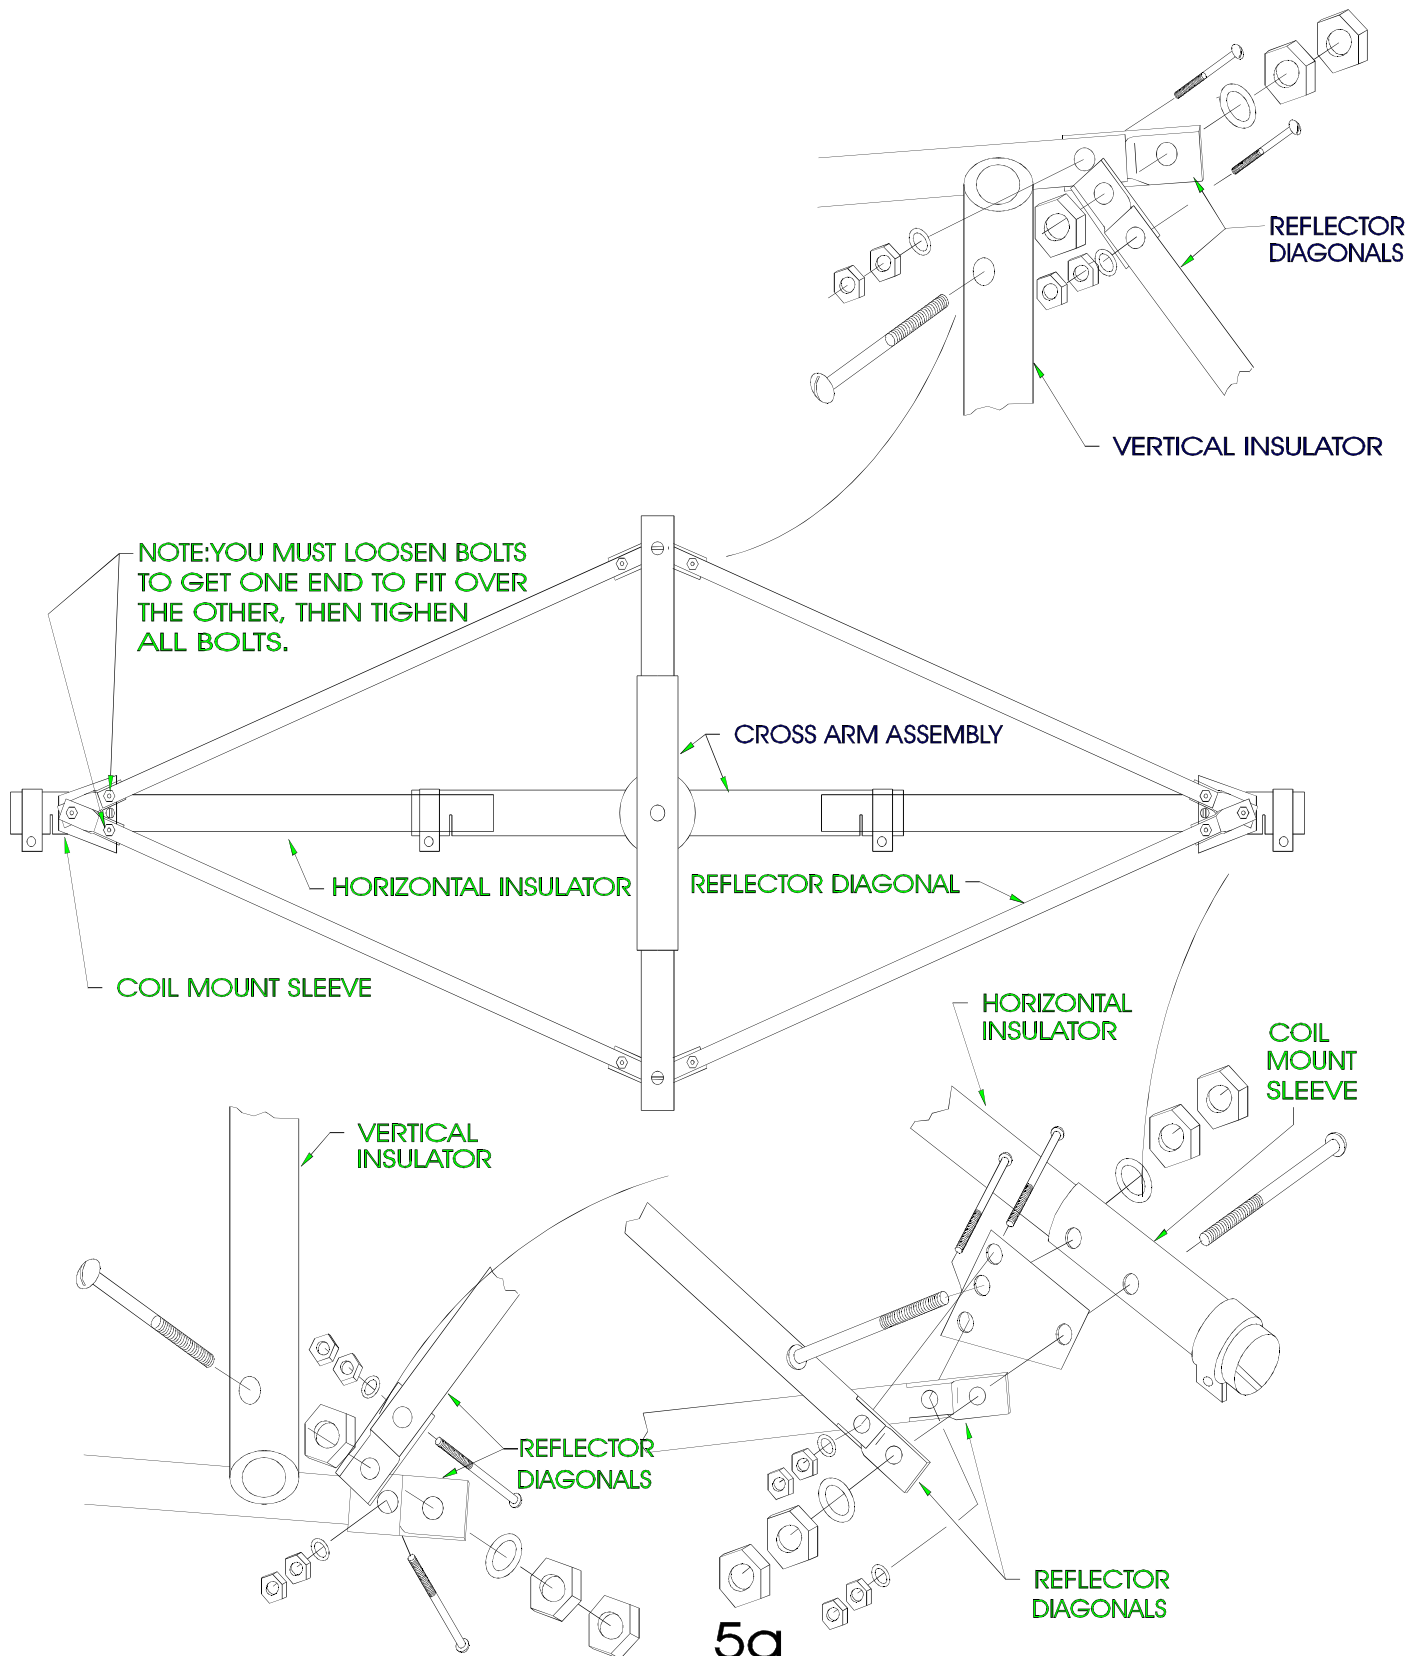 REFLECTOR
DIAGONALS
VERTICAL INSULATOR
NOTE:YOU MUST LOOSEN BOLTS
TO GET ONE END TO FIT OVER
THE OTHER, THEN TIGHEN
ALL BOLTS.
CROSS ARM ASSEMBLY
HORIZONTAL INSULATOR
REFLECTOR DIAGONAL
COIL MOUNT SLEEVE
HORIZONTAL
INSULATOR
COIL
MOUNT
SLEEVE
VERTICAL
INSULATOR
REFLECTOR
DIAGONALS
REFLECTOR
DIAGONALS
5a